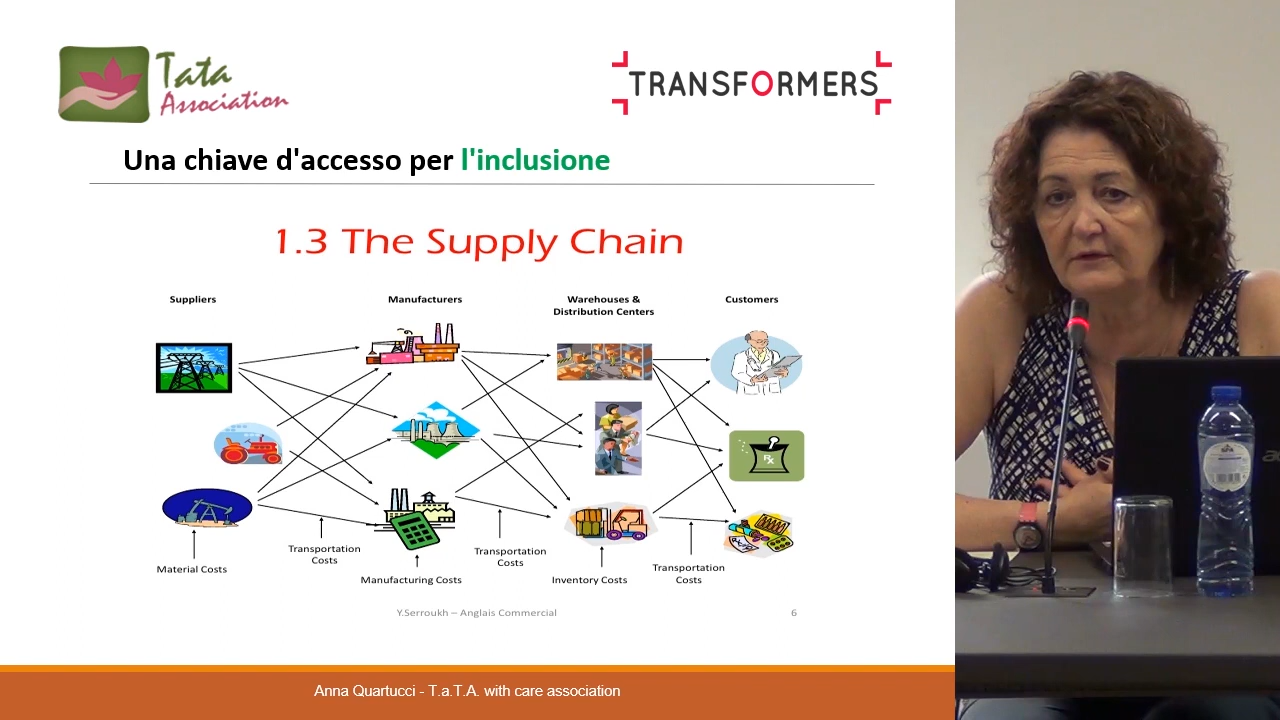 Tata
Association
TRANSFORMERS
Una chiave d'accesso per l'inclusione
1.3 The Supply Chain
Suppliers
Manufacturers
Warehouses &
Distribution Centers
Customers
Rx
Material Costs
Transportation
Costs
Manufacturing Costs
Transportation
Costs
Inventory Costs
Transportation
Costs
Y.Serroukh – Anglais Commercial
6
Anna Quartucci - T.a.T.A. with care association
SPA